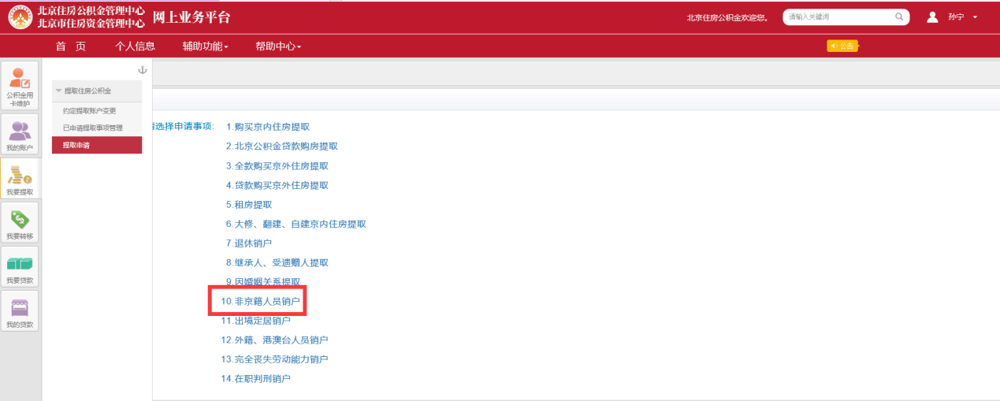 北京住房公积金管理中心
北京市住房资金管理中心
网上业务平台
北京住房公积金欢迎您。
请输入关键词
孙宁
首 页
个人信息
辅助功能
帮助中心
公告
公积金用
卡维护
我的账户
我要提取
我要转移
我要贷款
我的贷款
提取住房公积金
约定提取账户变更
已申请提取事项管理
提取申请
选择申请事项:
1.购买京内住房提取
2.北京公积金贷款购房提取
3.全款购买京外住房提取
4.贷款购买京外住房提取
5.租房提取
6.大修、翻建、自建京内住房提取
7.退休销户
8.继承人、受遗赠人提取
9.因婚姻关系提取
10.非京籍人员销户
11.出境定居销户
12.外籍、港澳台人员销户
13.完全丧失劳动能力销户
14.在职判刑销户